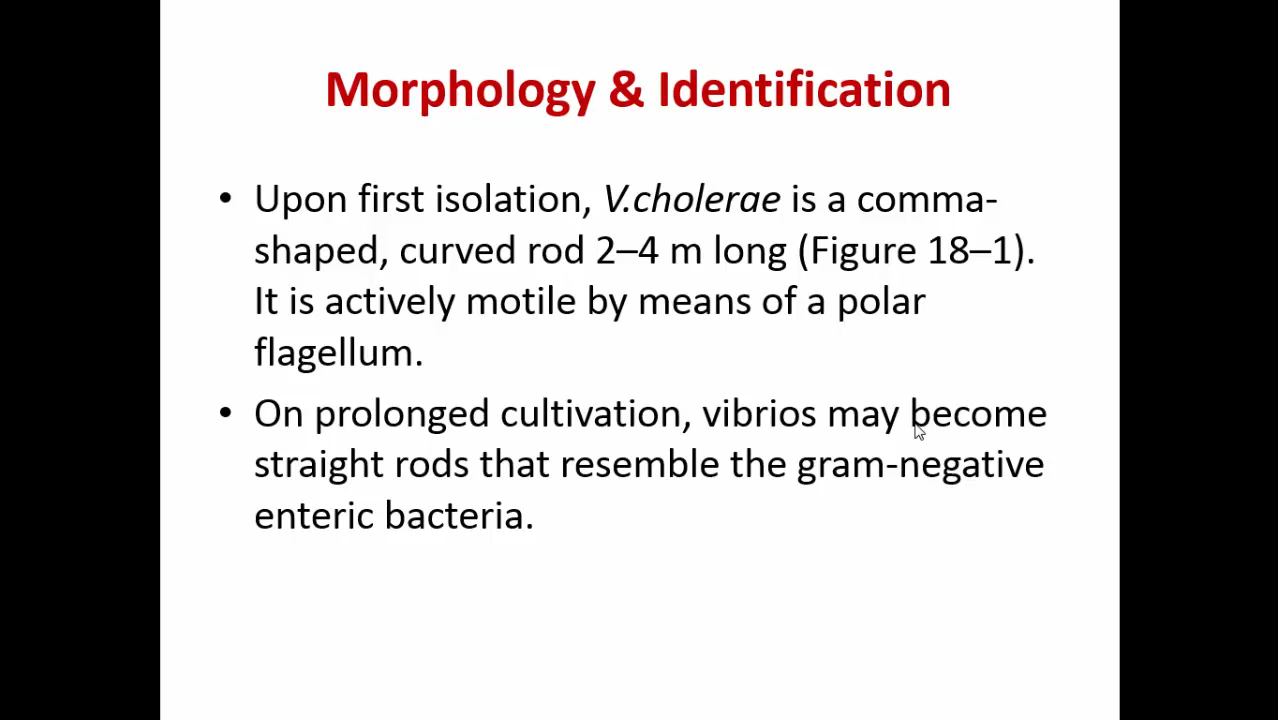 Morphology & Identification
• Upon first isolation, V.cholerae is a comma-
shaped, curved rod 2–4 m long (Figure 18–1).
It is actively motile by means of a polar
flagellum.
• On prolonged cultivation, vibrios may become
straight rods that resemble the gram-negative
enteric bacteria.